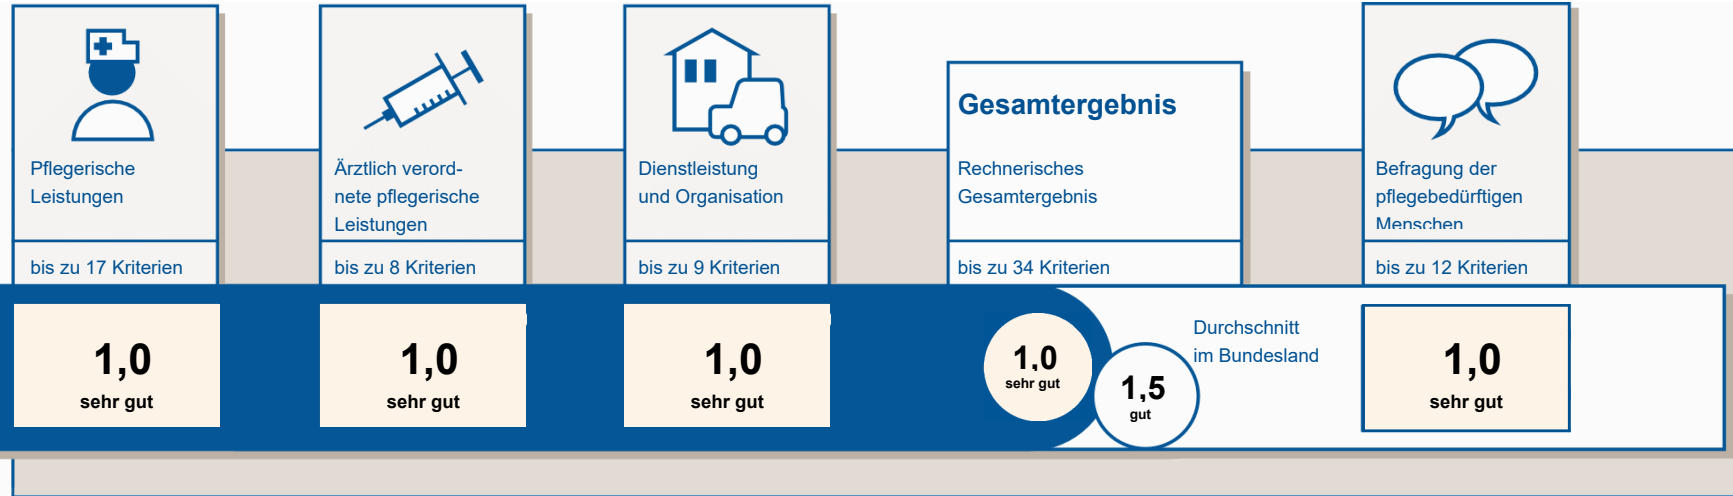 Pflegerische
Leistungen
bis zu 17 Kriterien
1,0
sehr gut
Ärztlich verord-
nete pflegerische
Leistungen
bis zu 8 Kriterien
1,0
sehr gut
Dienstleistung
und Organisation
bis zu 9 Kriterien
1,0
sehr gut
Gesamtergebnis
Rechnerisches
Gesamtergebnis
bis zu 34 Kriterien
1,0
sehr gut
1,5
gut
Durchschnitt
im Bundesland
Befragung der
pflegebedürftigen
Menschen
bis zu 12 Kriterien
1,0
sehr gut